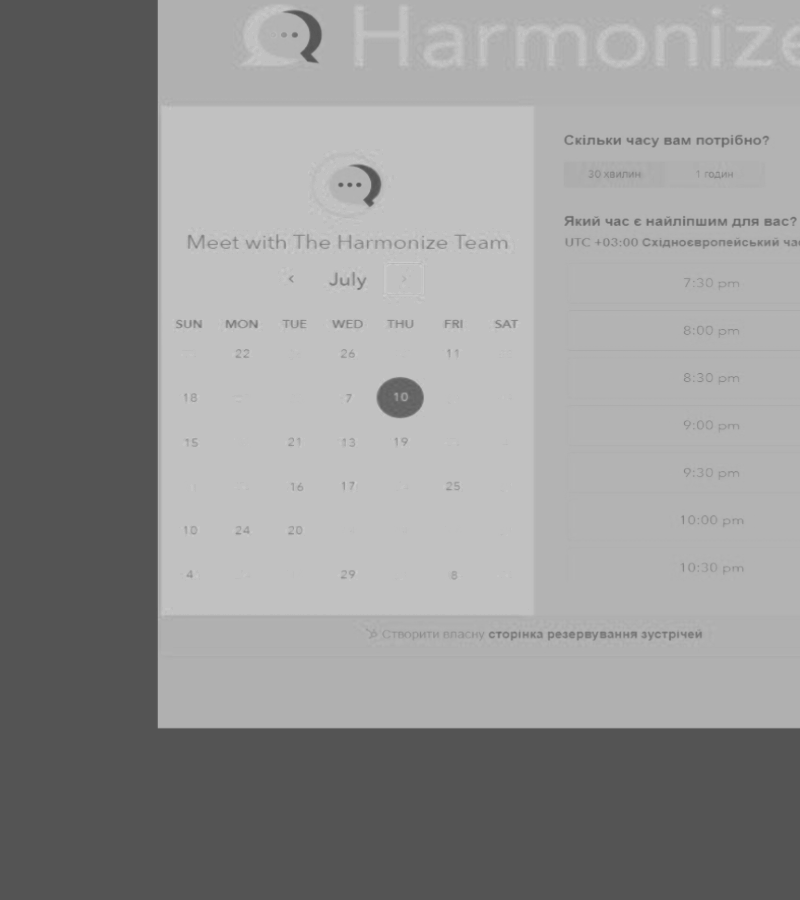 Harmonize
Meet with The Harmonize Team
July
SUN MON TUE WED THU FRI SAT
22 26 11
18 7 10
15 21 13 19
16 17 25
10 24 20
4 29 8
Скільки часу вам потрібно?
30 хвилин 1 годин
Який час є найліпшим для вас?
UTC +03:00 Східноєвропейський
7:30 pm
8:00 pm
8:30 pm
9:00 pm
9:30 pm
10:00 pm
10:30 pm
Створити власну сторінка резервування зустрічей